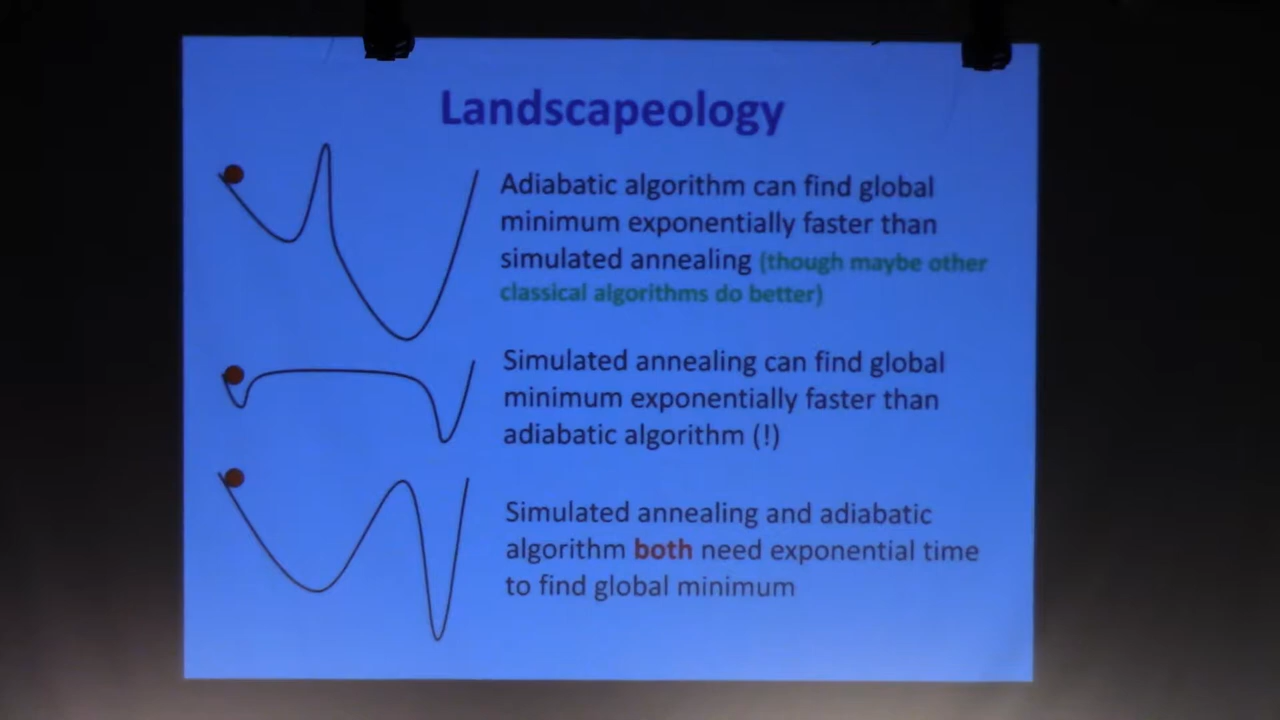 Landscapeology
Adiabatic algorithm can find global
minimum exponentially faster than
simulated annealing (though maybe other
classical algorithms do better)
Simulated annealing can find global
minimum exponentially faster than
adiabatic algorithm (!)
Simulated annealing and adiabatic
algorithm both need exponential time
to find global minimum